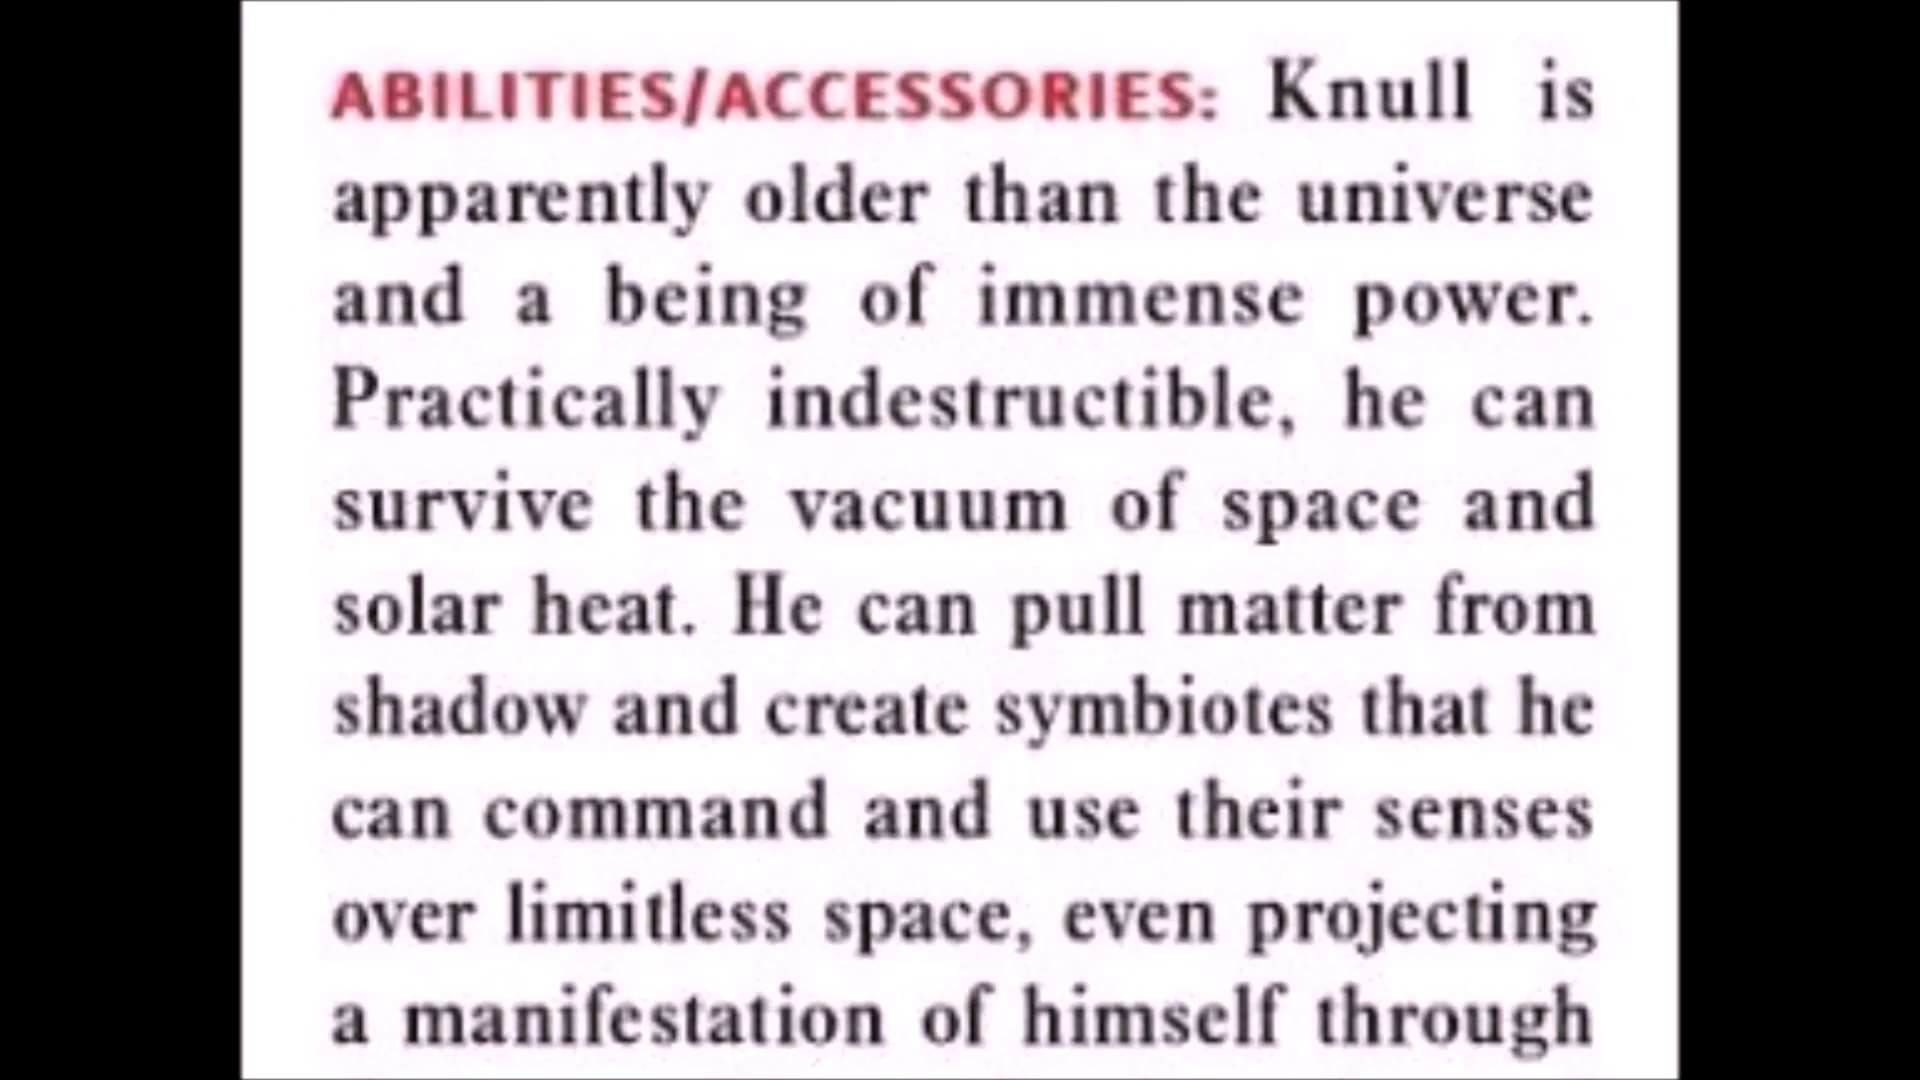 ABILITIES/ACCESSORIES: Knull is
apparently older than the universe
and a being of immense power.
Practically indestructible, he can
survive the vacuum of space and
solar heat. He can pull matter from
shadow and create symbiotes that he
can command and use their senses
over limitless space, even projecting
a manifestation of himself through